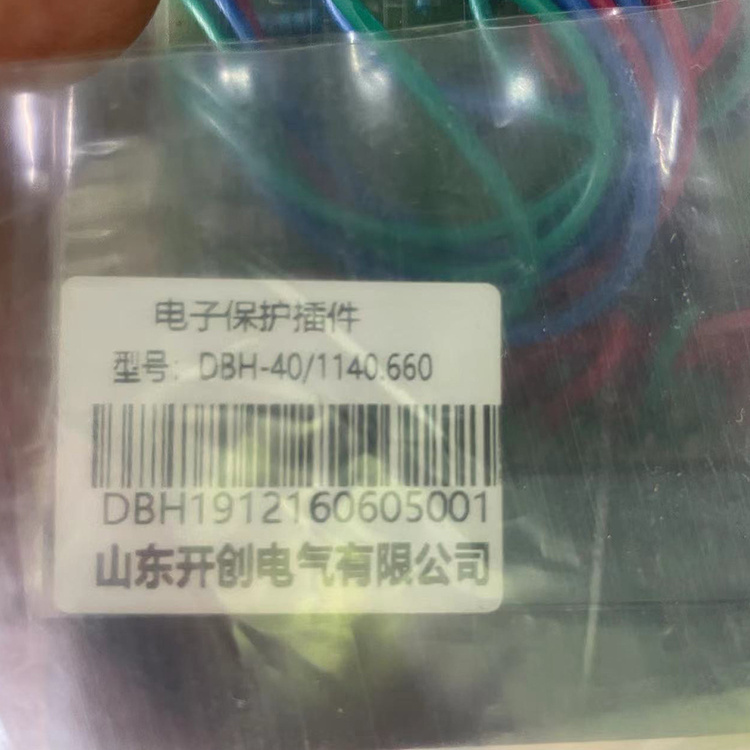 电子保护插件
型号：DBH-40/1140.660
DBH1912160605001
山东开创电气有限公司